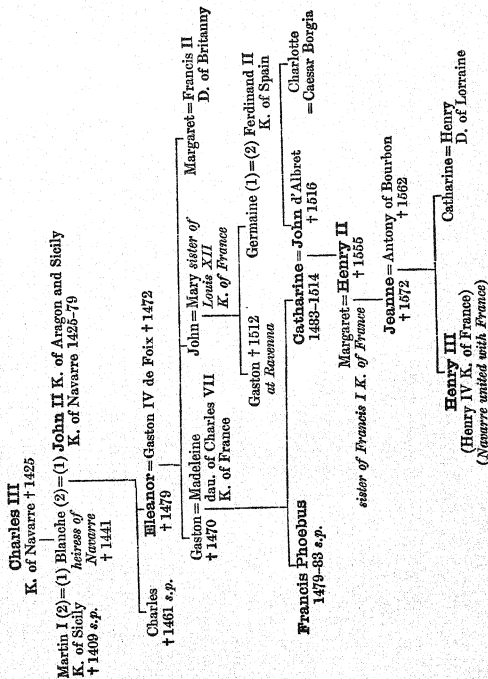 Charles III
K. of Navarre † 1425
Martin I (2)=(1) Blanche (2)=(1) John II K. of Aragon and Sicily
K. of Sicily
† 1409 s.p.
heiress of
Navarre
† 1441
K. of Navarre 1425–79
Charles
† 1461 s.p.
Eleanor=Gaston IV de Foix † 1472
† 1479
Gaston=Madeleine
† 1470
dau. of Charles VII
K. of France
John=Mary sister of
Louis XII
K. of France
Margaret=Francis II
D. of Britanny
Gaston † 1512
at Ravenna
Germaine (1)=(2) Ferdinand II
K. of Spain
Francis Phoebus
1479–83 s.p.
Catharine=John d'Albret
1483–1514
† 1516
Charlotte
=Caesar Borgia
Margaret=Henry II
sister of Francis I K. of France
† 1555
Jeanne=Antony of Bourbon
† 1572
† 1562
Henry III
(Henry IV K. of France)
(Navarre united with France)
Catharine=Henry
D. of Lorraine